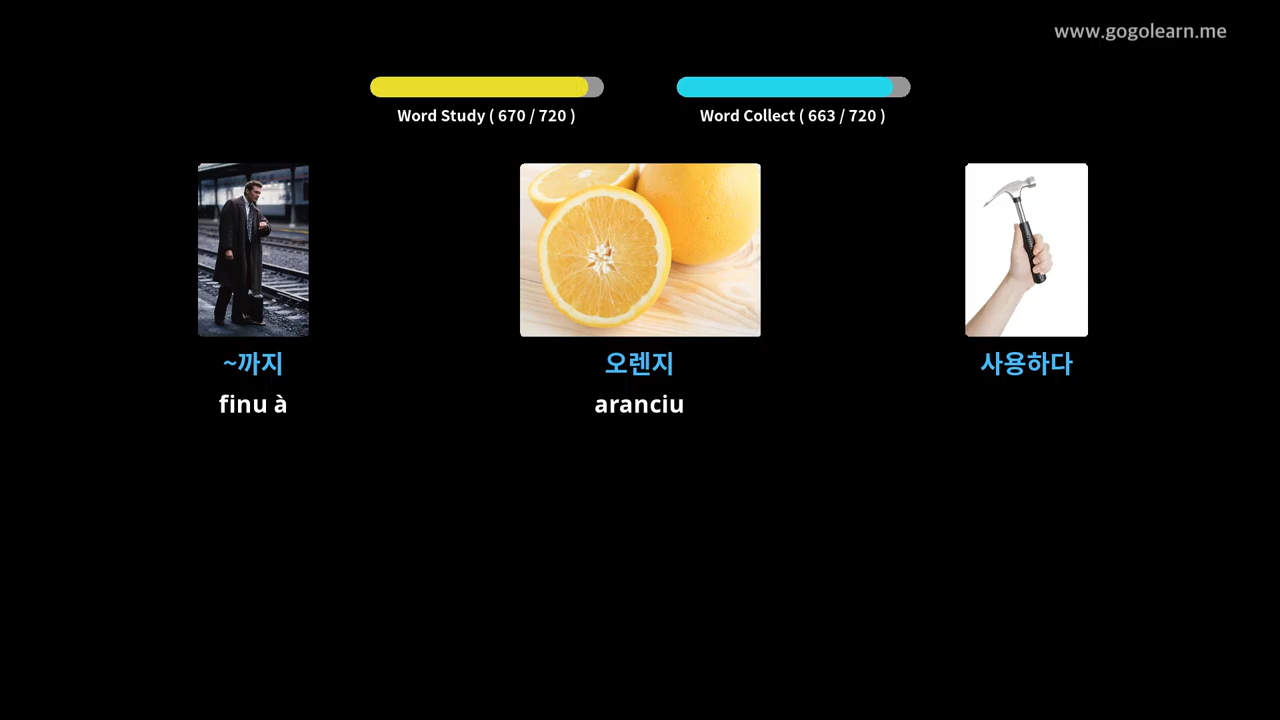 www.gogolearn.me
Word Study ( 670 / 720 )
Word Collect ( 663 / 720 )
~까지
오렌지
사용하다
finu à
aranciu